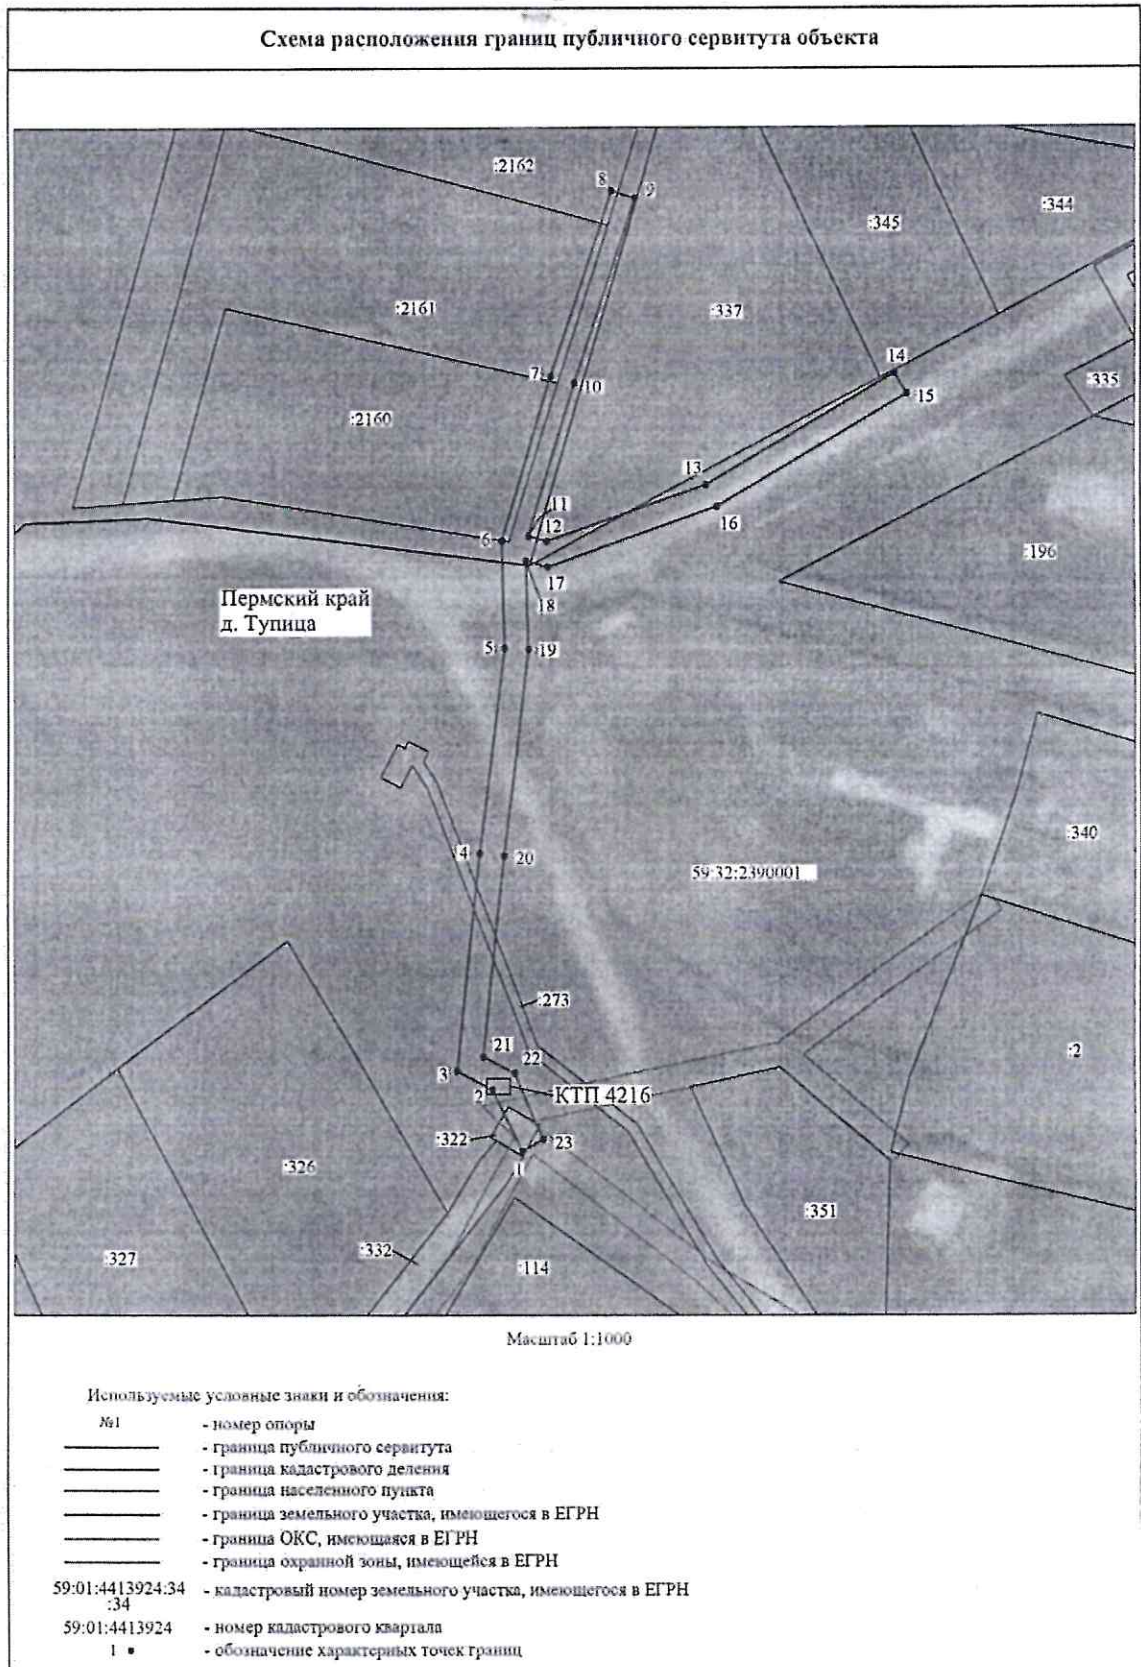 Схема расположения границ публичного сервитута объекта
:2162
8
9
:344
:345
:2161
:337
14
7
10
15
:335
:2160
13
11
16
12
6
:196
17
18
Пермский край
д. Тупица
5
19
:340
4
20
59:32:2390001
:273
21
:2
22
3
2
КТП 4216
:322
23
1
:326
:351
:332
:327
:114
Масштаб 1:1000
Используемые условные знаки и обозначения:
№1 - номер опоры
- граница публичного сервитута
- граница кадастрового деления
- граница населенного пункта
- граница земельного участка, имеющегося в ЕГРН
- граница ОКС, имеющаяся в ЕГРН
- граница охранной зоны, имеющейся в ЕГРН
59:01:4413924:34 - кадастровый номер земельного участка, имеющегося в ЕГРН
:34
59:01:4413924 - номер кадастрового квартала
1 • - обозначение характерных точек границ